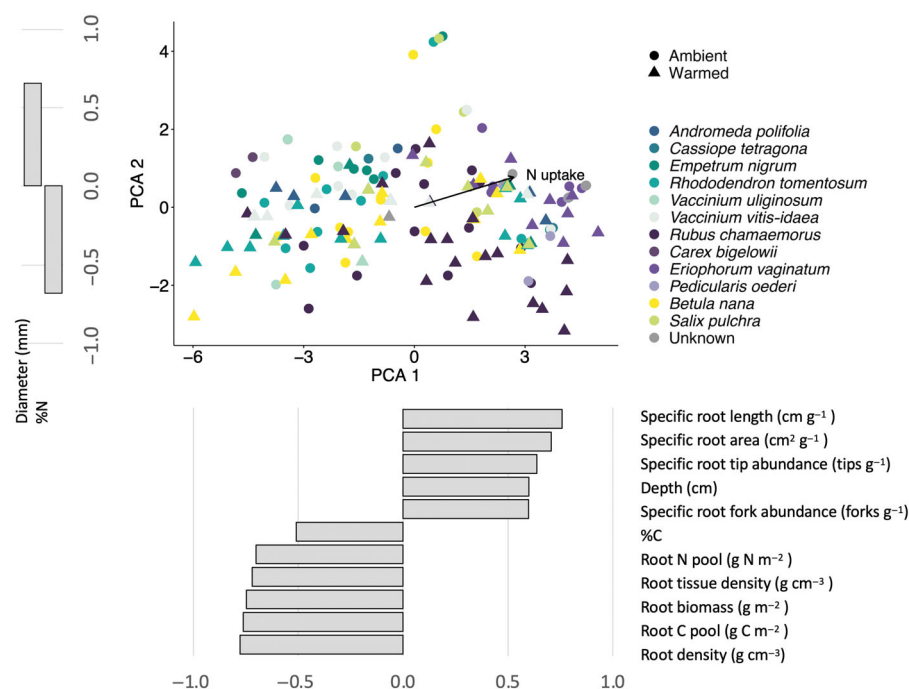 1.0
0.5
0.0
−0.5
−1.0
Diameter (mm)
%N
4
2
0
−2
PCA 2
N uptake
−6
−3
0
3
PCA 1
Ambient
Warmed
Andromeda polifolia
Cassiope tetragona
Empetrum nigrum
Rhododendron tomentosum
Vaccinium uliginosum
Vaccinium vitis-idaea
Rubus chamaemorus
Carex bigelowii
Eriophorum vaginatum
Pedicularis oederi
Betula nana
Salix pulchra
Unknown
Specific root length (cm g⁻¹ )
Specific root area (cm² g⁻¹ )
Specific root tip abundance (tips g⁻¹)
Depth (cm)
Specific root fork abundance (forks g⁻¹)
%C
Root N pool (g N m⁻² )
Root tissue density (g cm⁻³ )
Root biomass (g m⁻² )
Root C pool (g C m⁻² )
Root density (g cm⁻³)
−1.0
−0.5
0.0
0.5
1.0